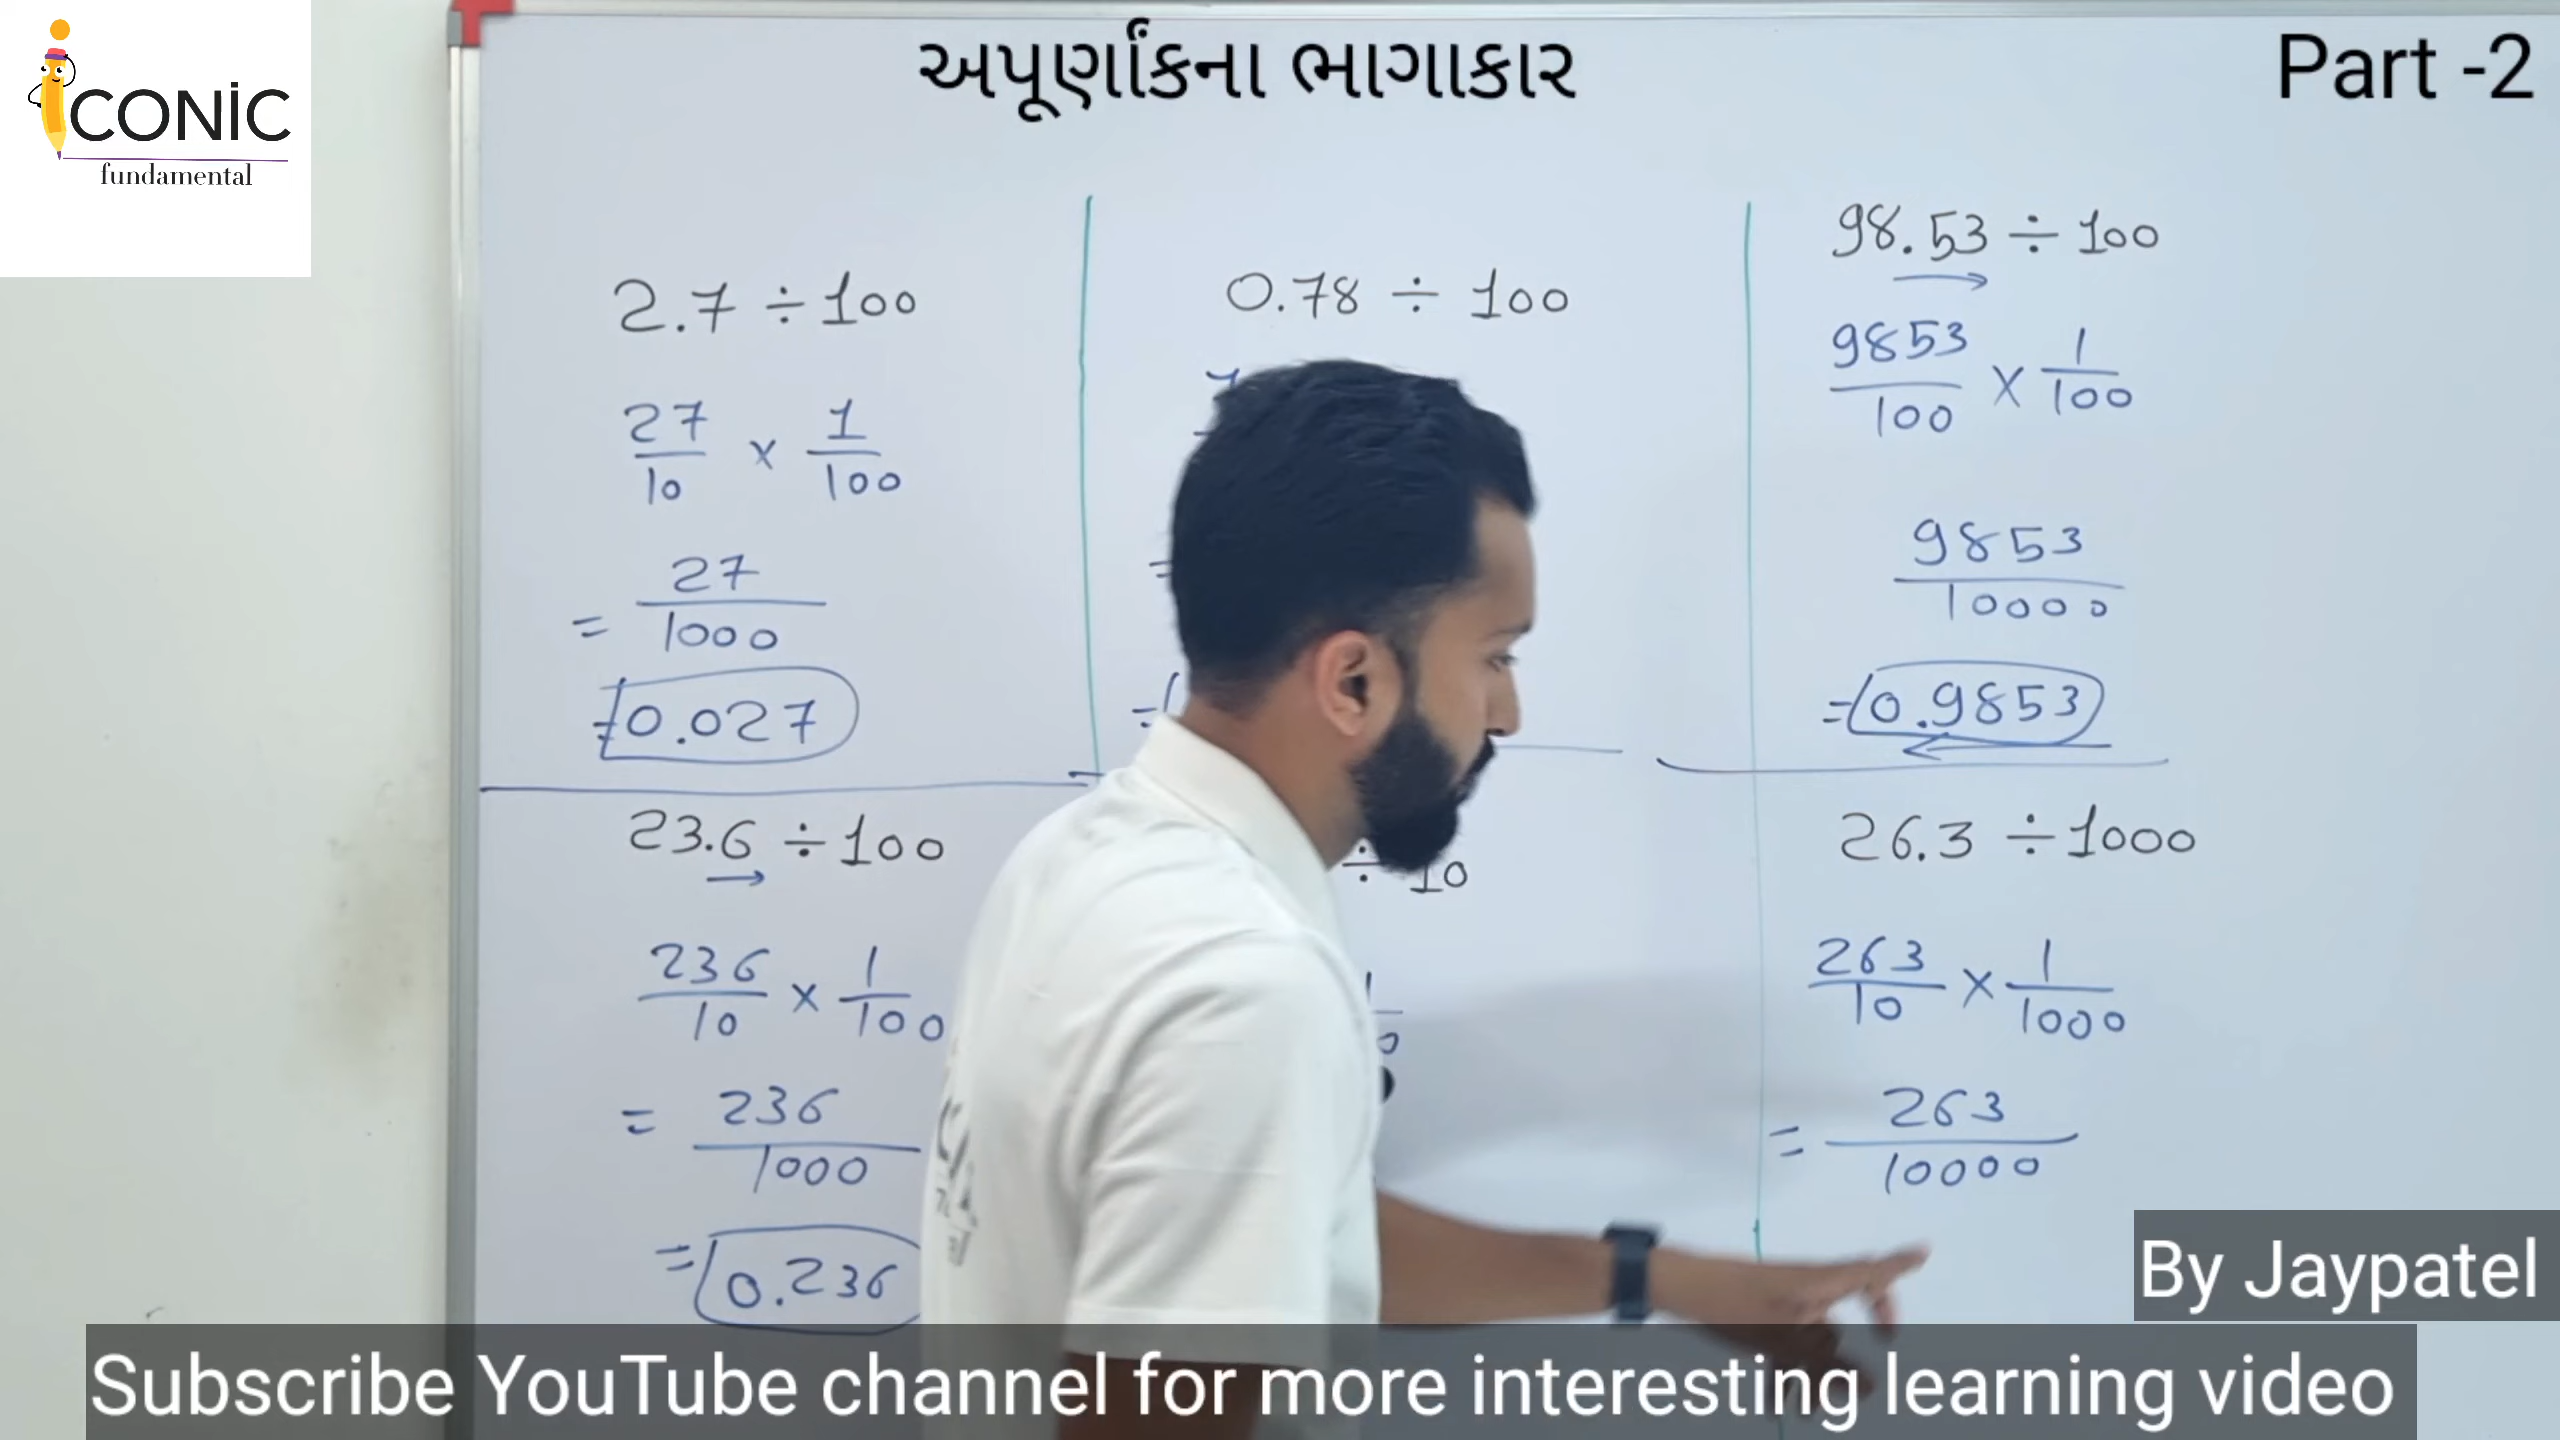 iCONiC
fundamental
અપૂર્ણાંકના ભાગાકાર
Part -2
2.7 ÷ 100
27/10 × 1/100
= 27/1000
= 0.027
23.6 ÷ 100
236/10 × 1/100
= 236/1000
= 0.236
0.78 ÷ 100
÷ 10
98.53 ÷ 100
9853/100 × 1/100
9853/10000
= 0.9853
26.3 ÷ 1000
263/10 × 1/1000
= 263/10000
By Jaypatel
Subscribe YouTube channel for more interesting learning video